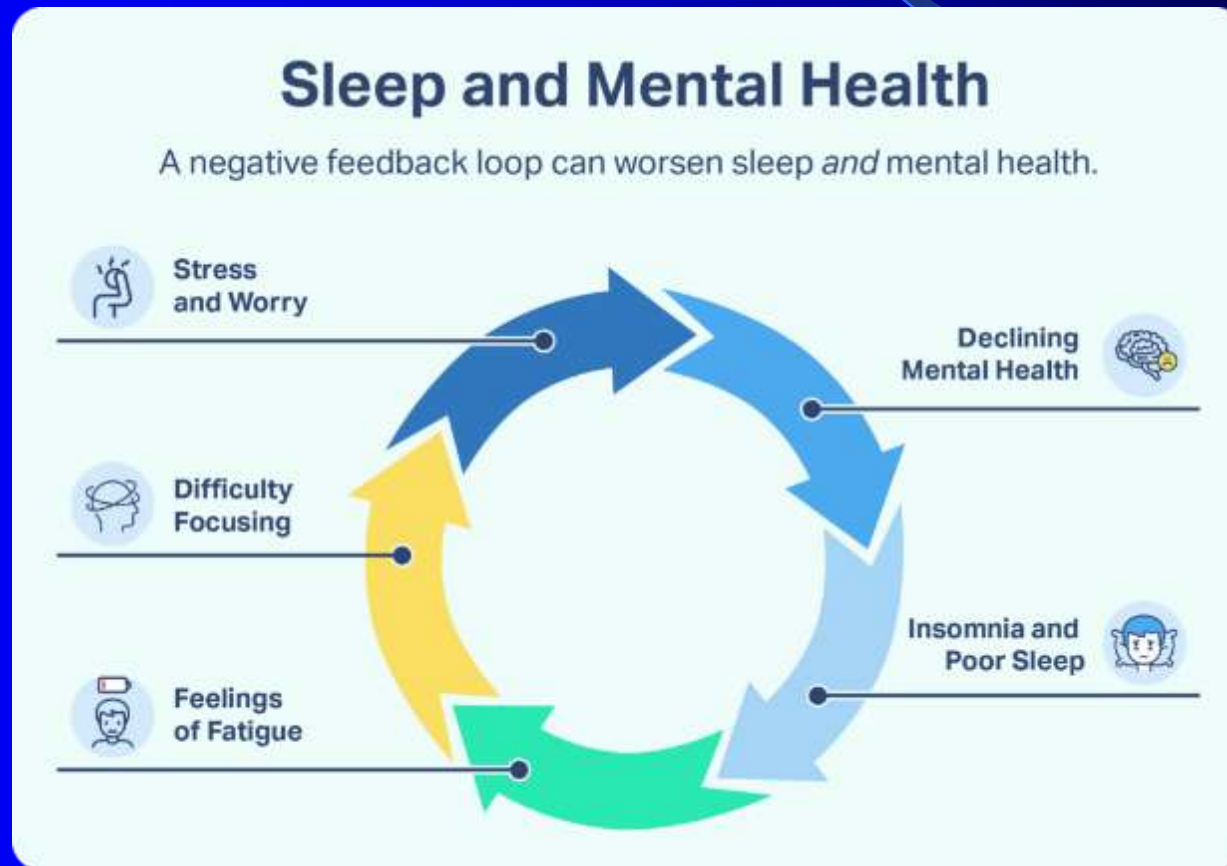 Sleep and Mental Health
A negative feedback loop can worsen sleep and mental health.
Stress
and Worry
Declining
Mental Health
Difficulty
Focusing
Insomnia and
Poor Sleep
Feelings
of Fatigue